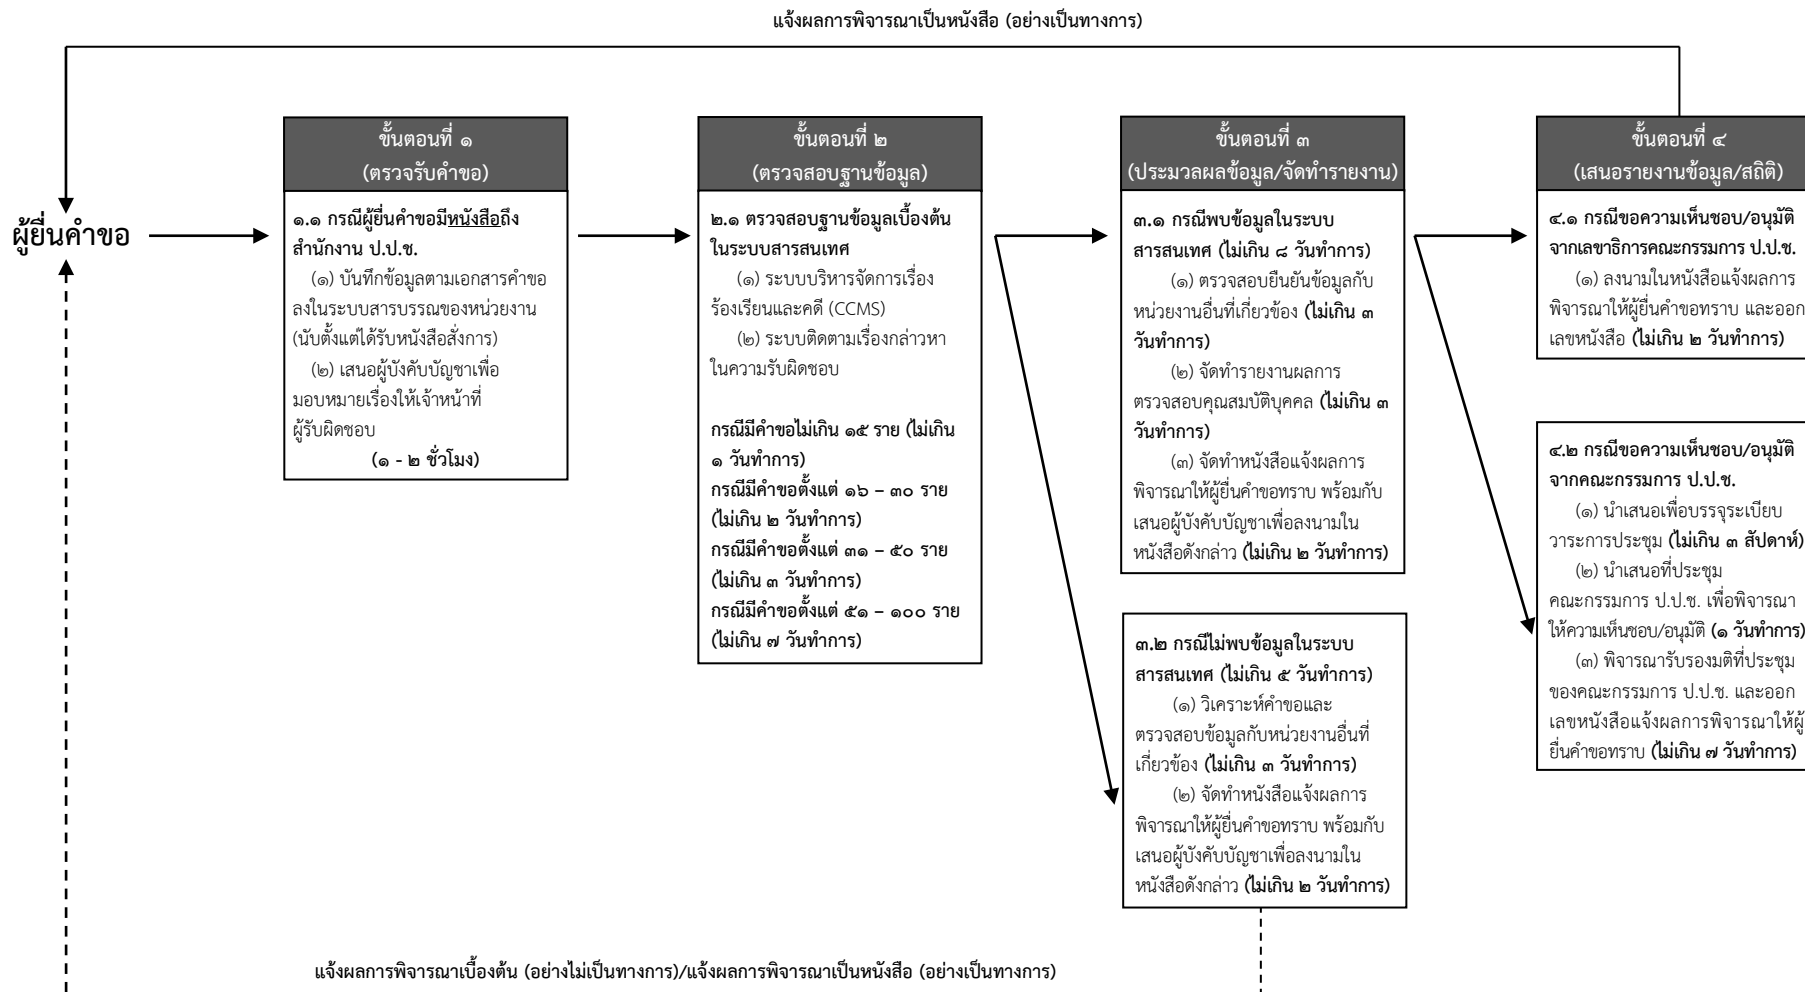 แจ้งผลการพิจารณาเป็นหนังสือ (อย่างเป็นทางการ)
ผู้ยื่นคำขอ
ขั้นตอนที่ ๑
(ตรวจรับคำขอ)
๑.๑ กรณีผู้ยื่นคำขอมีหนังสือถึง
สำนักงาน ป.ป.ช.
(๑) บันทึกข้อมูลตามเอกสารคำขอ
ลงในระบบสารบรรณของหน่วยงาน
(นับตั้งแต่ได้รับหนังสือสั่งการ)
(๒) เสนอผู้บังคับบัญชาเพื่อ
มอบหมายเรื่องให้เจ้าหน้าที่
ผู้รับผิดชอบ
(๑ - ๒ ชั่วโมง)
ขั้นตอนที่ ๒
(ตรวจสอบฐานข้อมูล)
๒.๑ ตรวจสอบฐานข้อมูลเบื้องต้น
ในระบบสารสนเทศ
(๑) ระบบบริหารจัดการเรื่อง
ร้องเรียนและคดี (CCMS)
(๒) ระบบติดตามเรื่องกล่าวหา
ในความรับผิดชอบ
กรณีมีคำขอไม่เกิน ๑๕ ราย (ไม่เกิน
๑ วันทำการ)
กรณีมีคำขอตั้งแต่ ๑๖ – ๓๐ ราย
(ไม่เกิน ๒ วันทำการ)
กรณีมีคำขอตั้งแต่ ๓๑ – ๕๐ ราย
(ไม่เกิน ๓ วันทำการ)
กรณีมีคำขอตั้งแต่ ๕๑ – ๑๐๐ ราย
(ไม่เกิน ๗ วันทำการ)
ขั้นตอนที่ ๓
(ประมวลผลข้อมูล/จัดทำรายงาน)
๓.๑ กรณีพบข้อมูลในระบบ
สารสนเทศ (ไม่เกิน ๘ วันทำการ)
(๑) ตรวจสอบยืนยันข้อมูลกับ
หน่วยงานอื่นที่เกี่ยวข้อง (ไม่เกิน ๓
วันทำการ)
(๒) จัดทำรายงานผลการ
ตรวจสอบคุณสมบัติบุคคล (ไม่เกิน ๓
วันทำการ)
(๓) จัดทำหนังสือแจ้งผลการ
พิจารณาให้ผู้ยื่นคำขอทราบ พร้อมกับ
เสนอผู้บังคับบัญชาเพื่อลงนามใน
หนังสือดังกล่าว (ไม่เกิน ๒ วันทำการ)
๓.๒ กรณีไม่พบข้อมูลในระบบ
สารสนเทศ (ไม่เกิน ๕ วันทำการ)
(๑) วิเคราะห์คำขอและ
ตรวจสอบข้อมูลกับหน่วยงานอื่นที่
เกี่ยวข้อง (ไม่เกิน ๓ วันทำการ)
(๒) จัดทำหนังสือแจ้งผลการ
พิจารณาให้ผู้ยื่นคำขอทราบ พร้อมกับ
เสนอผู้บังคับบัญชาเพื่อลงนามใน
หนังสือดังกล่าว (ไม่เกิน ๒ วันทำการ)
ขั้นตอนที่ ๔
(เสนอรายงานข้อมูล/สถิติ)
๔.๑ กรณีขอความเห็นชอบ/อนุมัติ
จากเลขาธิการคณะกรรมการ ป.ป.ช.
(๑) ลงนามในหนังสือแจ้งผลการ
พิจารณาให้ผู้ยื่นคำขอทราบ และออก
เลขหนังสือ (ไม่เกิน ๒ วันทำการ)
๔.๒ กรณีขอความเห็นชอบ/อนุมัติ
จากคณะกรรมการ ป.ป.ช.
(๑) นำเสนอเพื่อบรรจุระเบียบ
วาระการประชุม (ไม่เกิน ๓ สัปดาห์)
(๒) นำเสนอที่ประชุม
คณะกรรมการ ป.ป.ช. เพื่อพิจารณา
ให้ความเห็นชอบ/อนุมัติ (๑ วันทำการ)
(๓) พิจารณารับรองมติที่ประชุม
ของคณะกรรมการ ป.ป.ช. และออก
เลขหนังสือแจ้งผลการพิจารณาให้ผู้
ยื่นคำขอทราบ (ไม่เกิน ๗ วันทำการ)
แจ้งผลการพิจารณาเบื้องต้น (อย่างไม่เป็นทางการ)/แจ้งผลการพิจารณาเป็นหนังสือ (อย่างเป็นทางการ)